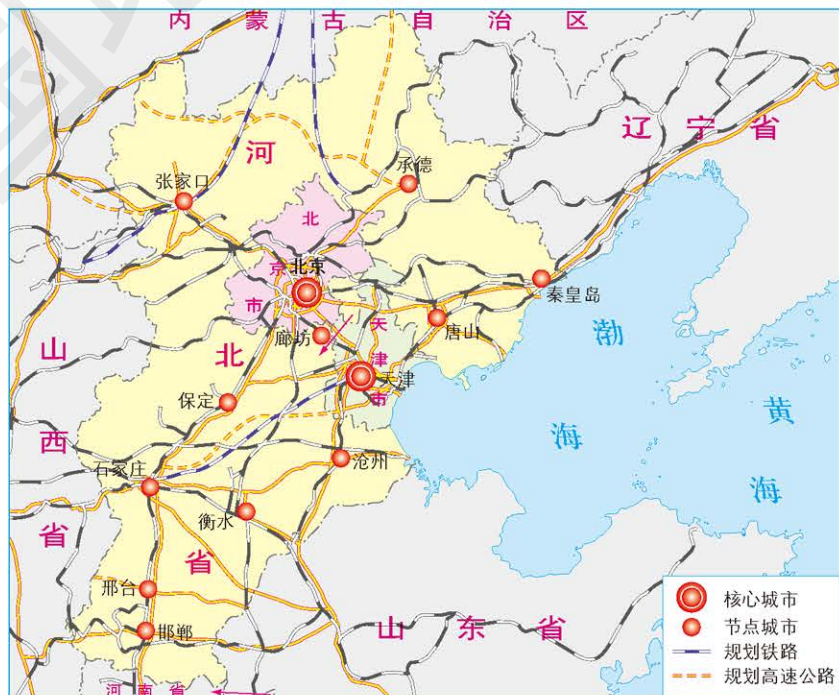 内蒙古自治区
辽宁省
河
承德
张家口
北
京
市
北京
秦皇岛
天
津
市
唐山
廊坊
渤
海
黄
海
山
西
省
北
天津
保定
沧州
石家庄
衡水
省
邢台
邯郸
山东省
河南省
核心城市
节点城市
规划铁路
规划高速公路